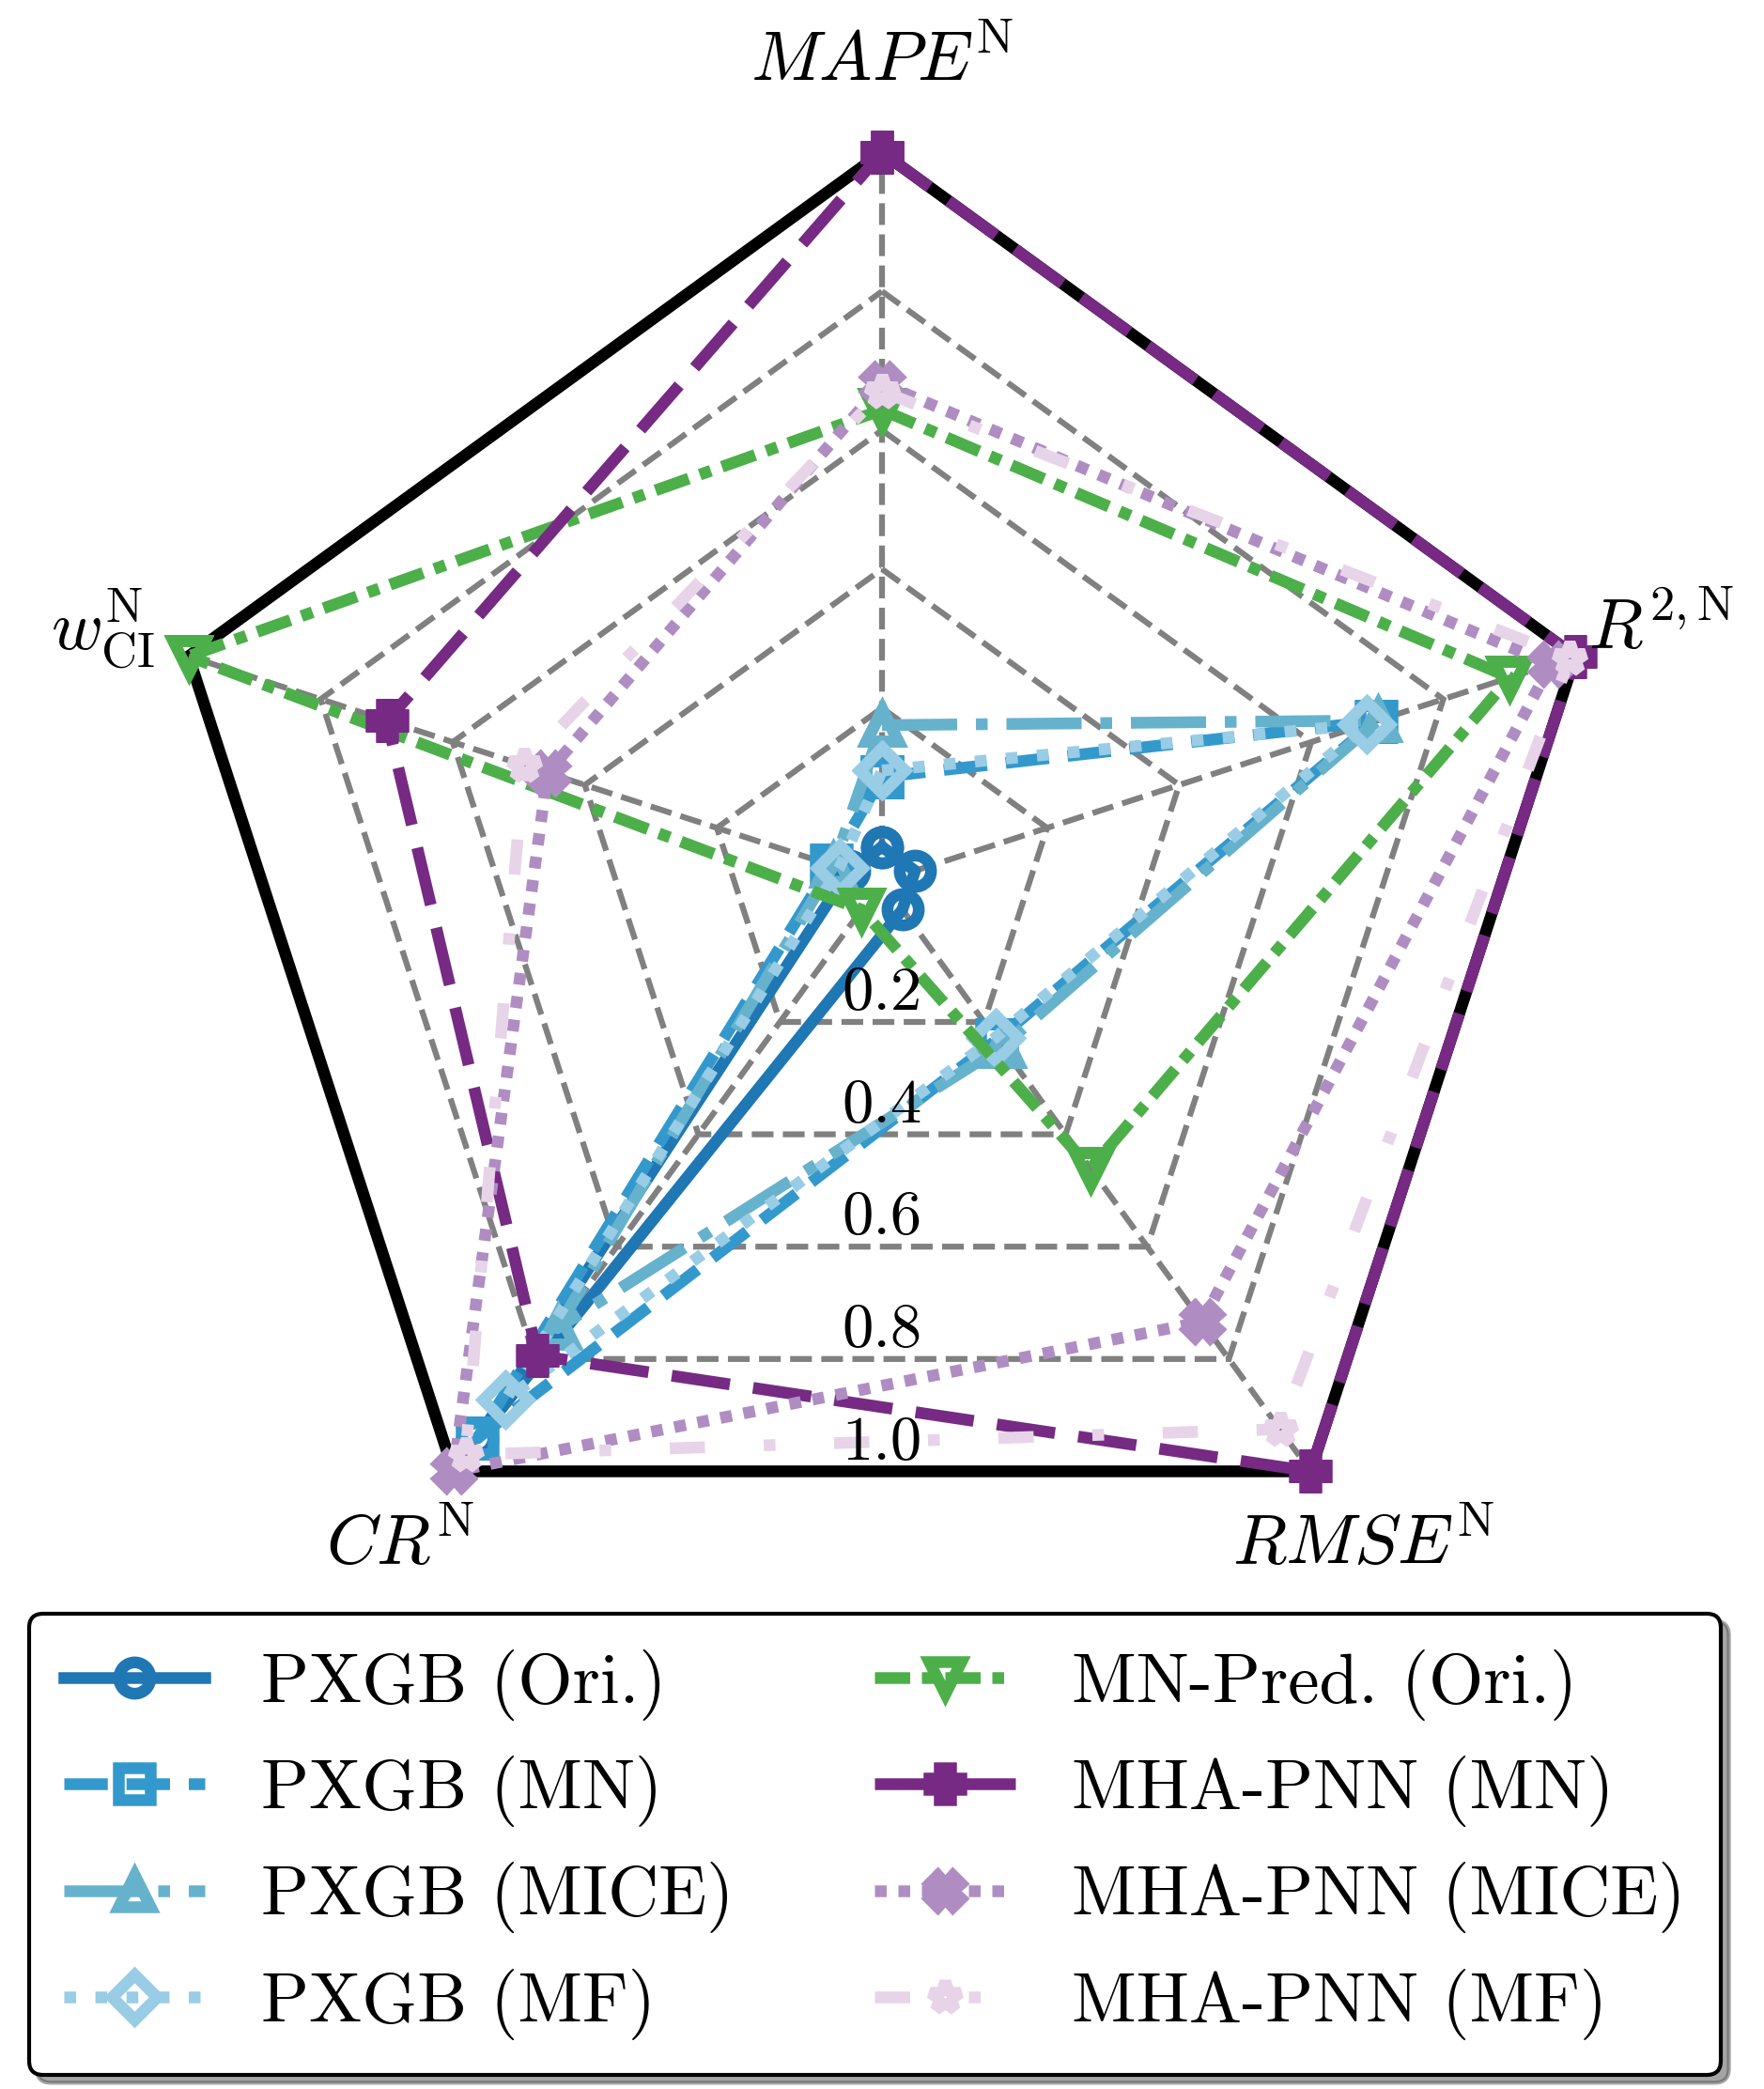 MAPE^N
w_CI^N
R^2,N
0.2
0.4
0.6
0.8
1.0
CR^N
RMSE^N
PXGB (Ori.)
PXGB (MN)
PXGB (MICE)
PXGB (MF)
MN-Pred. (Ori.)
MHA-PNN (MN)
MHA-PNN (MICE)
MHA-PNN (MF)